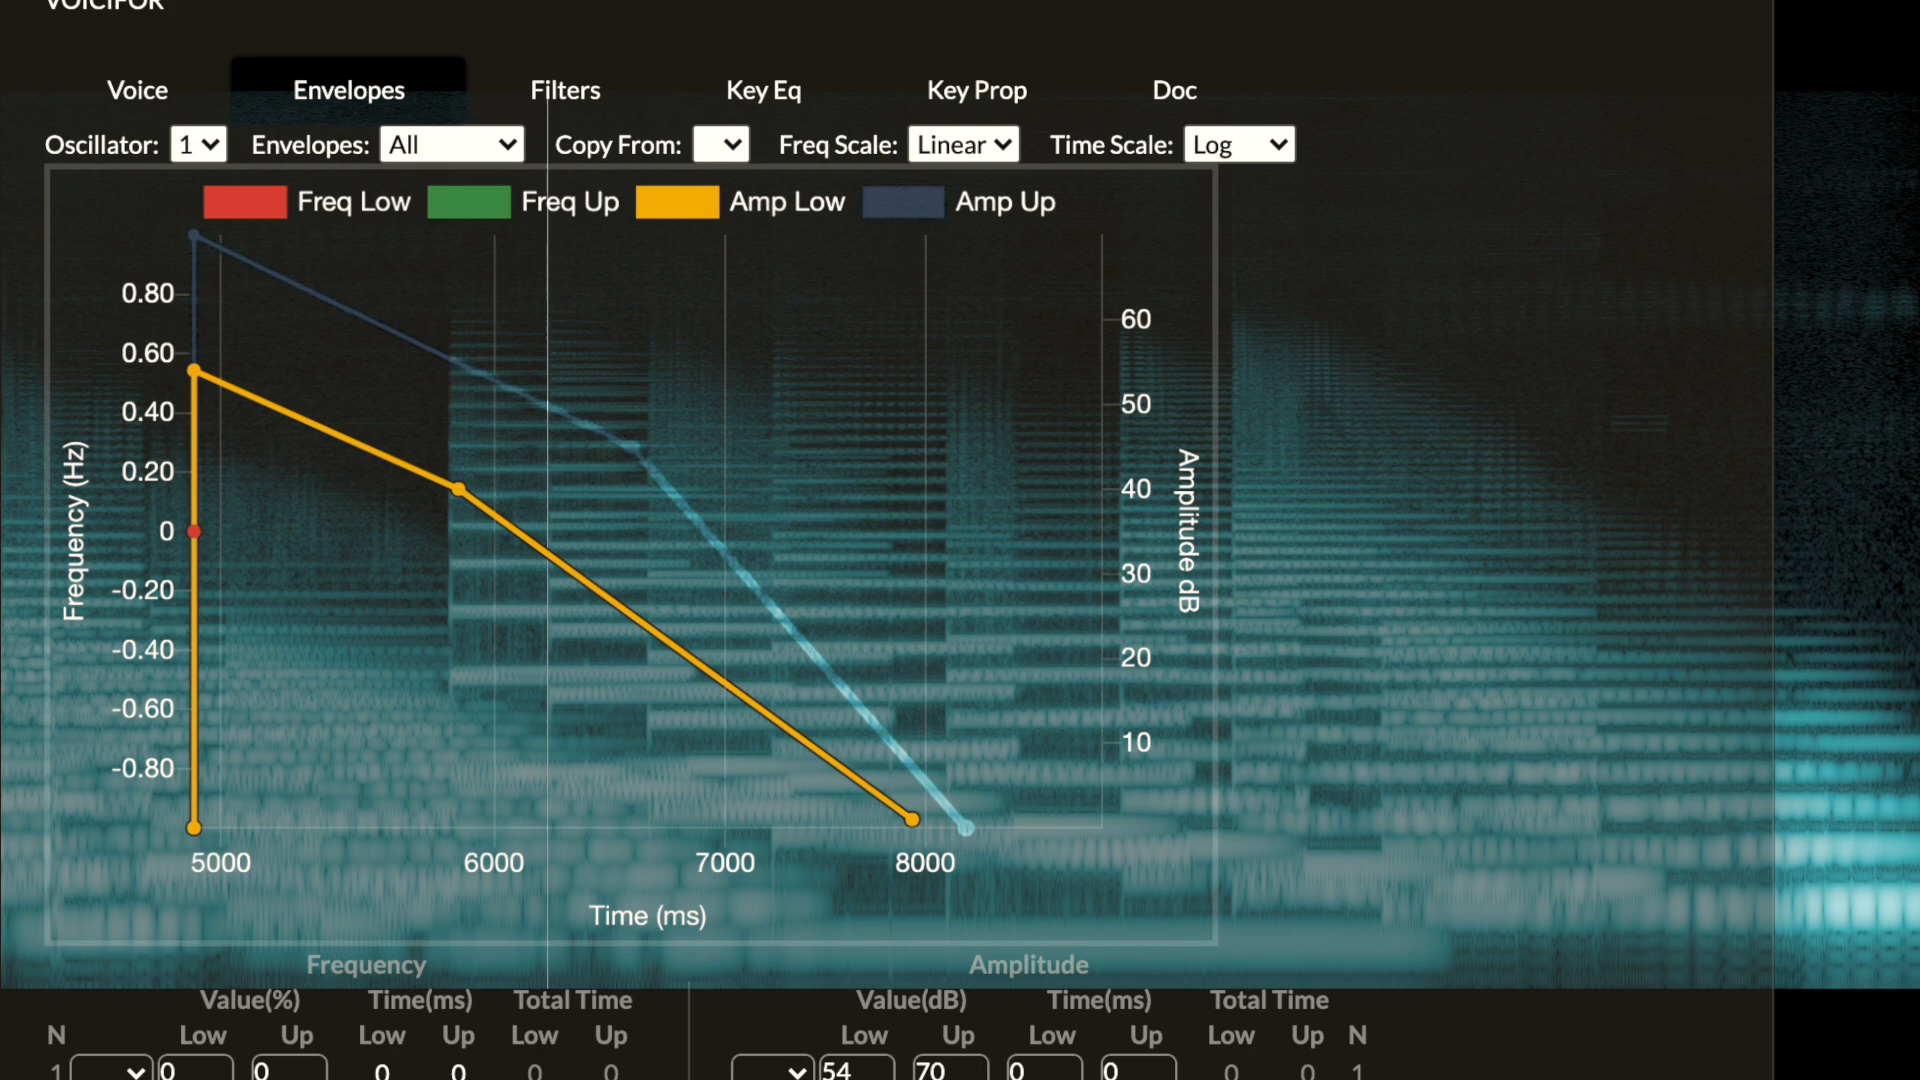 VOICIFOR
Voice Envelopes Filters Key Eq Key Prop Doc
Oscillator: 1 Envelopes: All Copy From: Freq Scale: Linear Time Scale: Log
Freq Low Freq Up Amp Low Amp Up
0.80
0.60
0.40
0.20
0
-0.20
-0.40
-0.60
-0.80
Frequency (Hz)
60
50
40
30
20
10
Amplitude dB
5000 6000 7000 8000
Time (ms)
Frequency Amplitude
Value(%) Time(ms) Total Time Value(dB) Time(ms) Total Time
N Low Up Low Up Low Up Low Up Low Up Low Up N
1 0 0 0 0 0 0 54 70 0 0 0 0 1